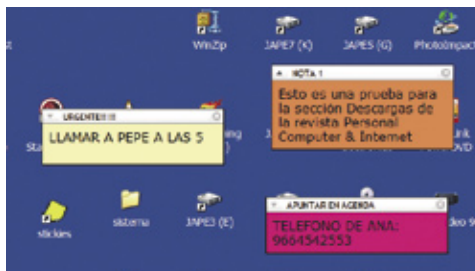 WinZip
JAPE7 (K)
JAPE5 (G)
PhotoImpact
NOTA 1
Esto es una prueba para
la sección Descargas de
la revista Personal
Computer & Internet
URGENTE!!!
LLAMAR A PEPE A LAS 5
stickies
sistema
JAPE3 (E)
APUNTAR EN AGENDA
TELEFONO DE ANA:
9664542553